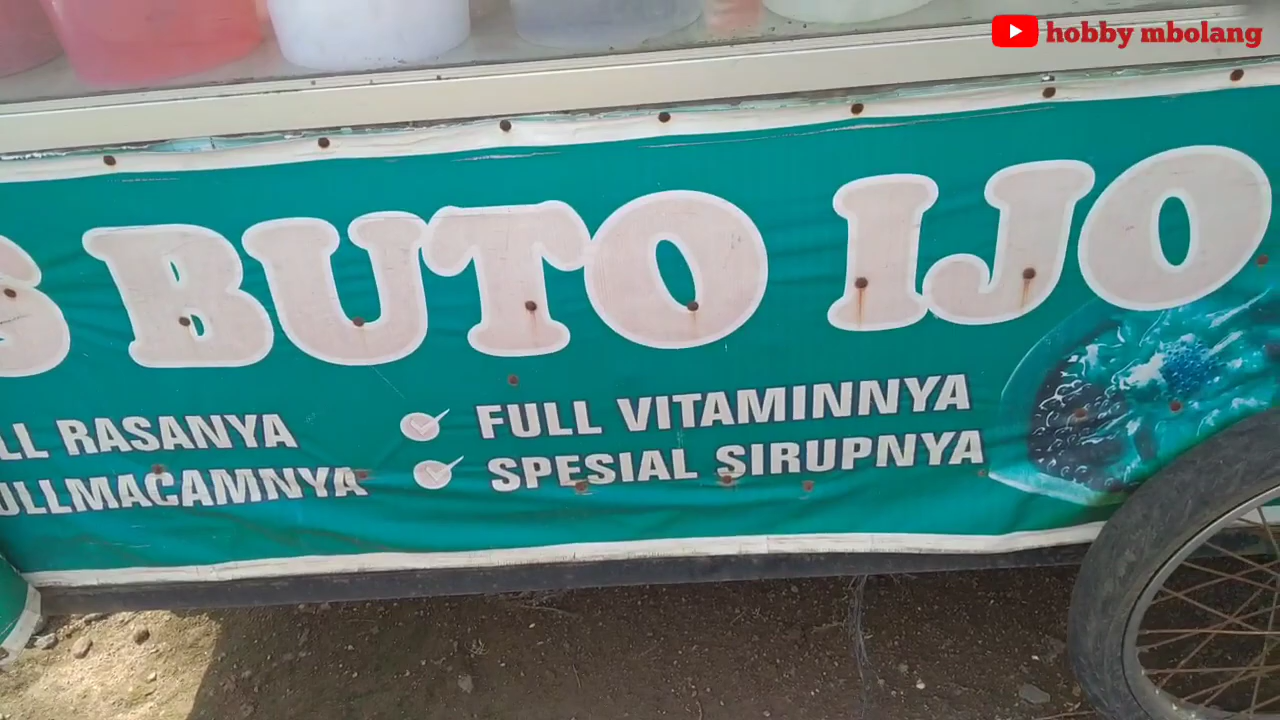 hobby mbolang
S BUTO IJO
LL RASANYA
ULLMACAMNYA
FULL VITAMINNYA
SPESIAL SIRUPNYA